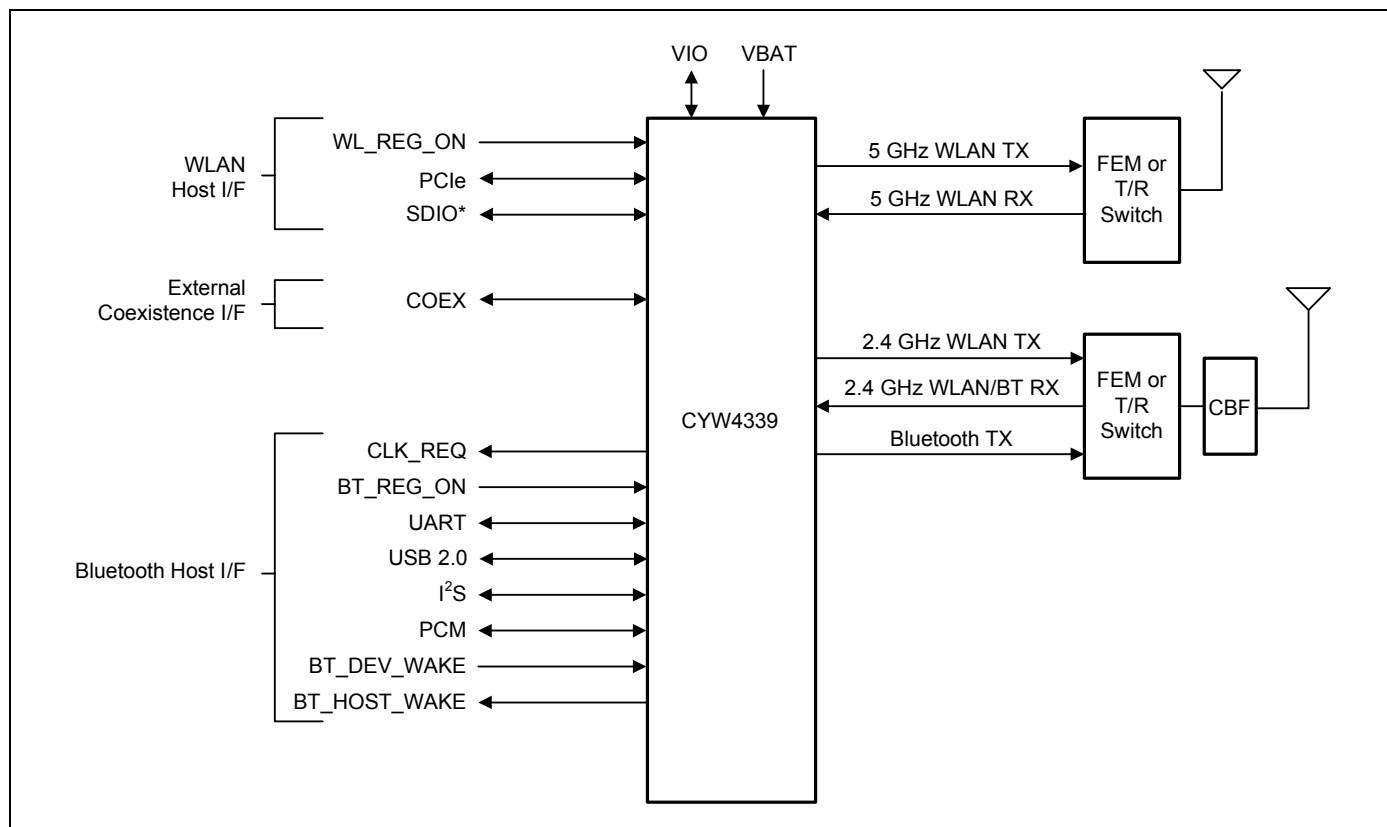 VIO
VBAT
WLAN
Host I/F
WL_REG_ON
PCIe
SDIO*
External
Coexistence I/F
COEX
Bluetooth Host I/F
CLK_REQ
BT_REG_ON
UART
USB 2.0
I²S
PCM
BT_DEV_WAKE
BT_HOST_WAKE
CYW4339
5 GHz WLAN TX
5 GHz WLAN RX
FEM or
T/R
Switch
2.4 GHz WLAN TX
2.4 GHz WLAN/BT RX
Bluetooth TX
FEM or
T/R
Switch
CBF